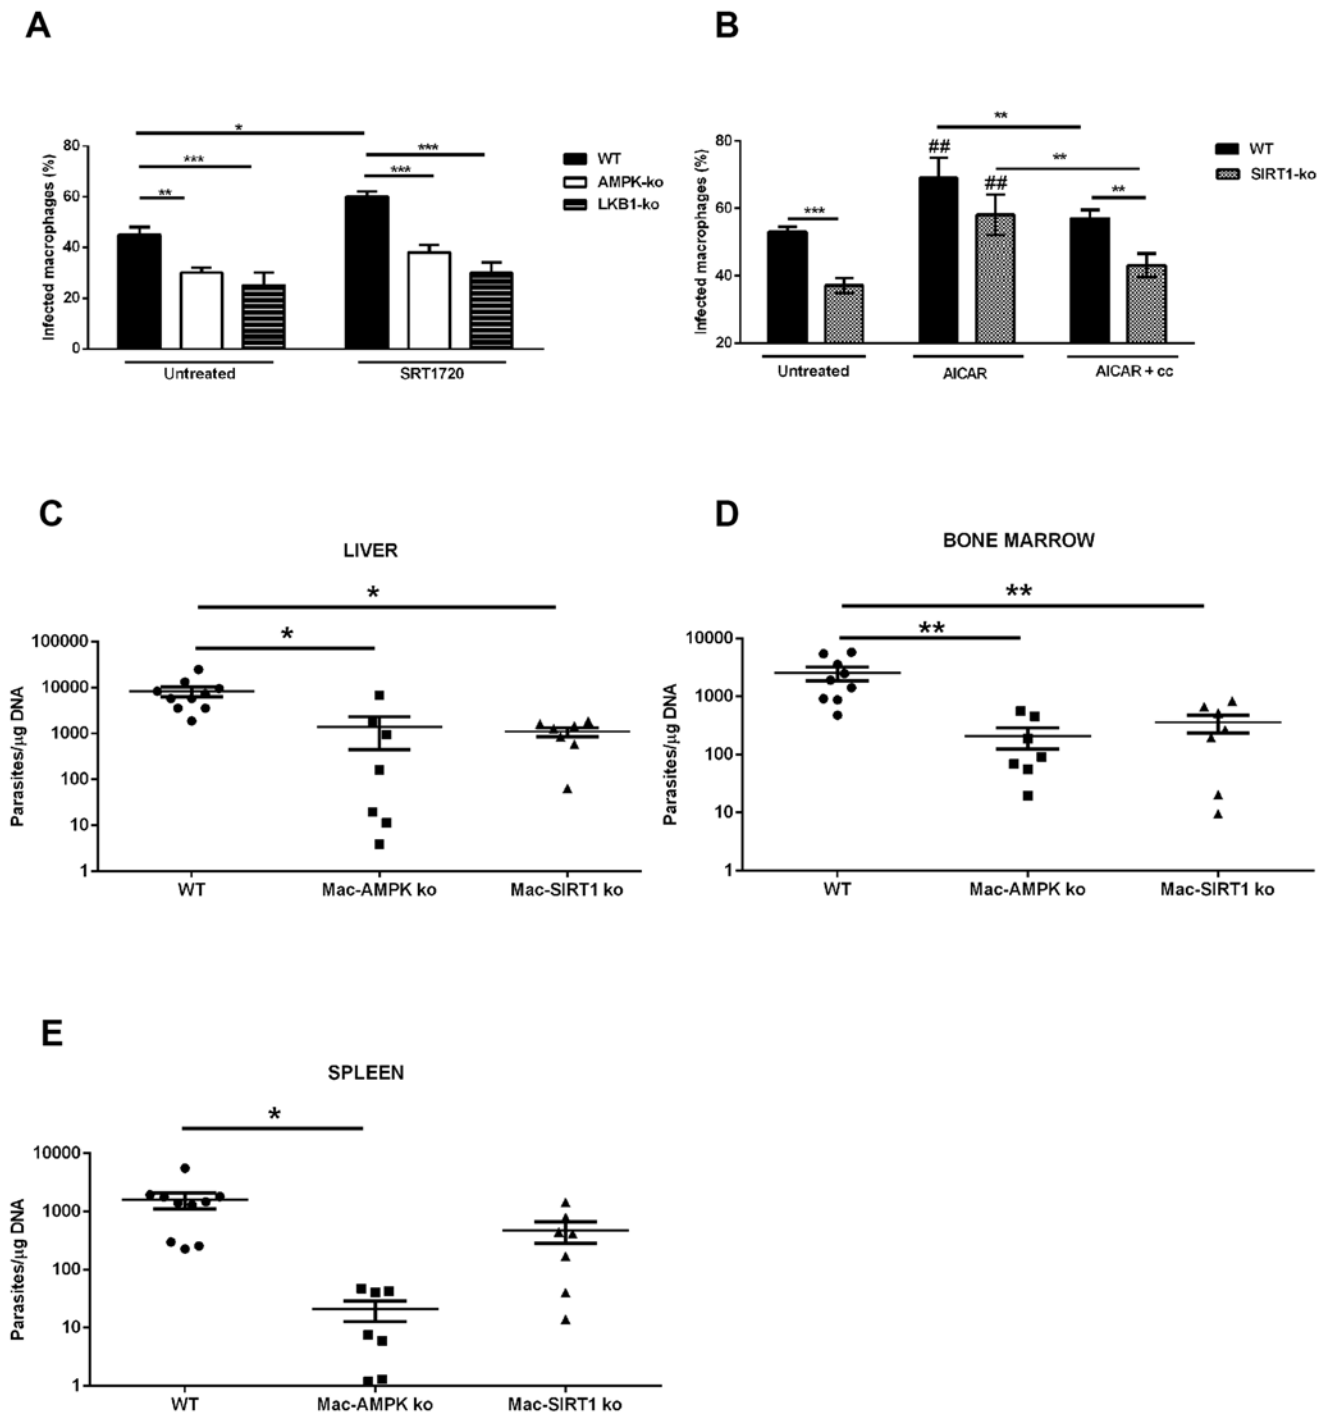 A
B
*
***
**
***
***
Infected macrophages (%)
80
60
40
20
0
Untreated
SRT1720
WT
AMPK-ko
LKB1-ko
**
##
**
##
**
***
Infected macrophages (%)
80
60
40
20
Untreated
AICAR
AICAR + cc
WT
SIRT1-ko
C
LIVER
*
*
Parasites/µg DNA
100000
10000
1000
100
10
1
WT
Mac-AMPK ko
Mac-SIRT1 ko
D
BONE MARROW
**
**
Parasites/µg DNA
10000
1000
100
10
1
WT
Mac-AMPK ko
Mac-SIRT1 ko
E
SPLEEN
*
Parasites/µg DNA
10000
1000
100
10
1
WT
Mac-AMPK ko
Mac-SIRT1 ko